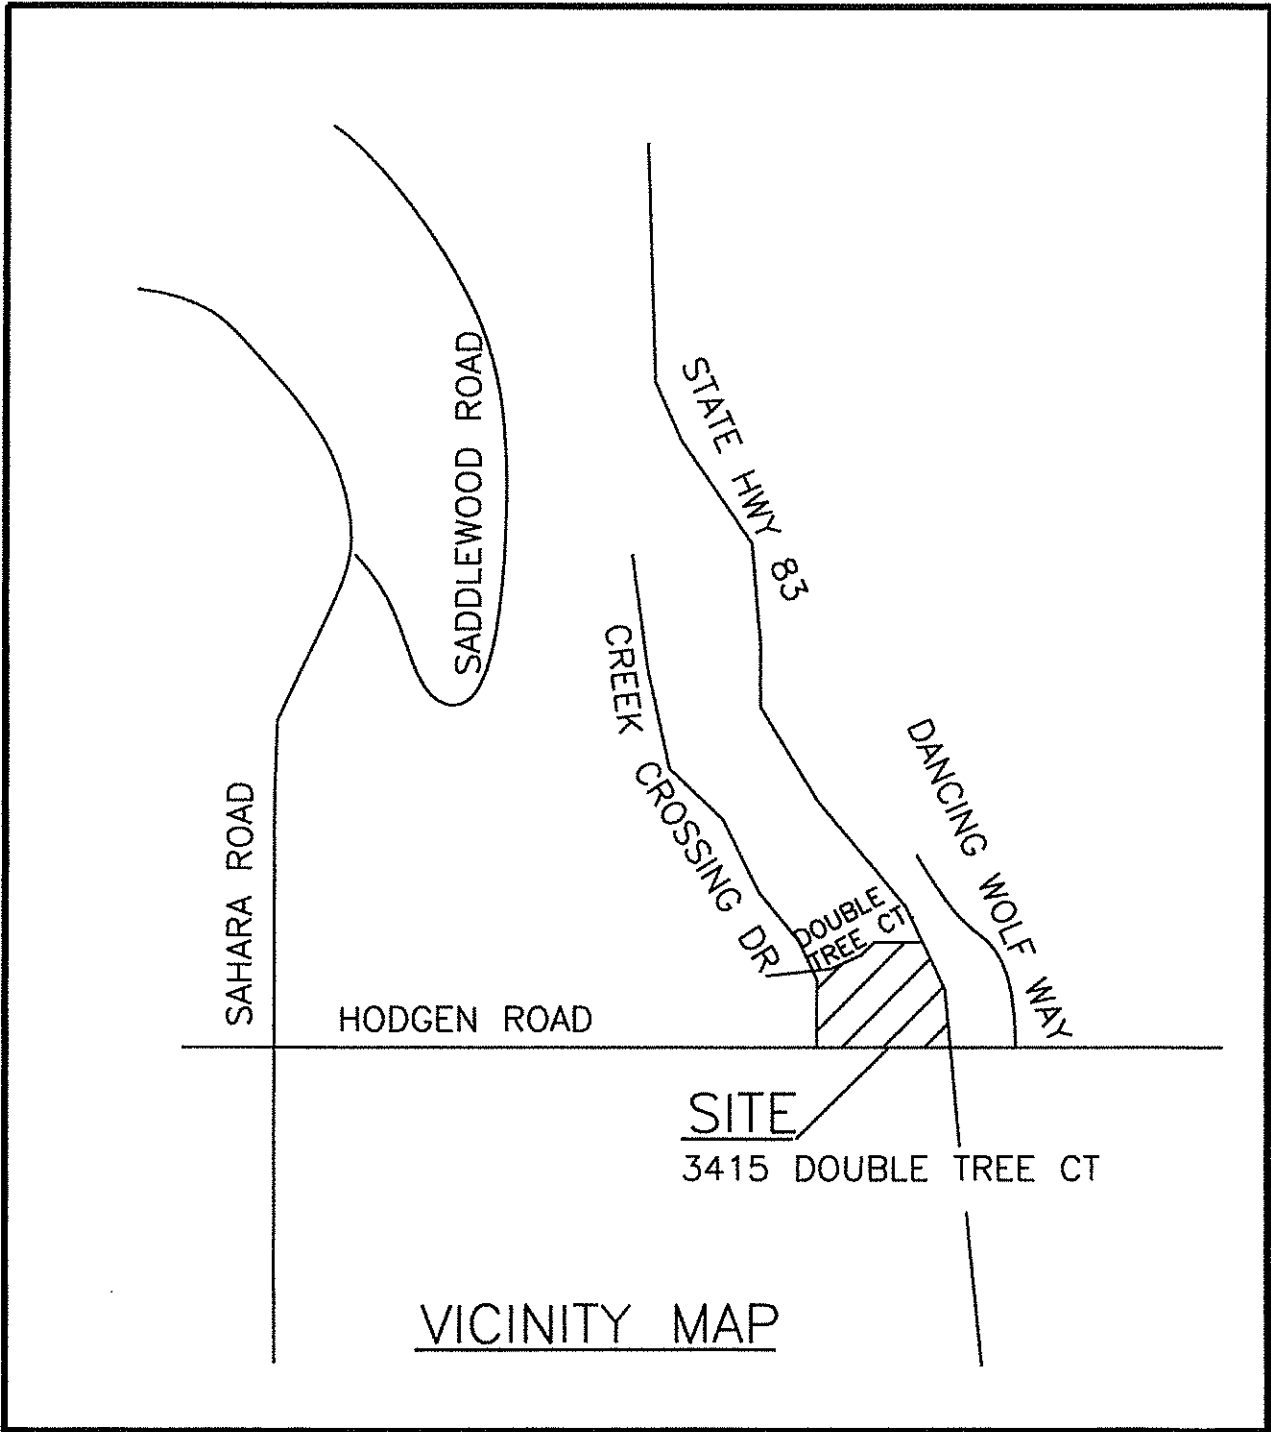 SADDLEWOOD ROAD
STATE HWY 83
CREEK CROSSING DR
DANCING WOLF WAY
SAHARA ROAD
DOUBLE
TREE CT
HODGEN ROAD
SITE
3415 DOUBLE TREE CT
VICINITY MAP